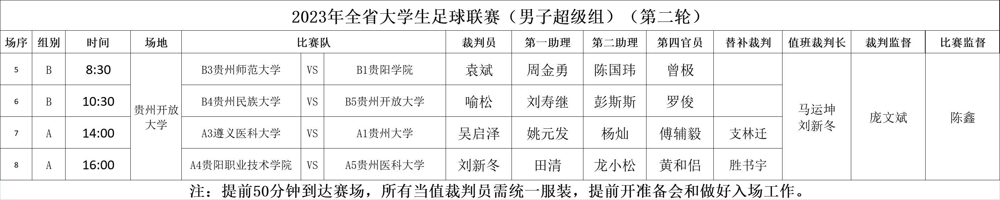 2023年全省大学生足球联赛（男子超级组）（第二轮）
场序 组别 时间 场地 比赛队 裁判员 第一助理 第二助理 第四官员 替补裁判 值班裁判长 裁判监督 比赛监督
5 B 8:30 B3贵州师范大学 VS B1贵阳学院 袁斌 周金勇 陈国玮 曾极
6 B 10:30 B4贵州民族大学 VS B5贵州开放大学 喻松 刘寿继 彭斯斯 罗俊
贵州开放
大学
马运坤
刘新冬
庞文斌
陈鑫
7 A 14:00 A3遵义医科大学 VS A1贵州大学 吴启泽 姚元发 杨灿 傅辅毅 支林迁
8 A 16:00 A4贵阳职业技术学院 VS A5贵州医科大学 刘新冬 田清 龙小松 黄和侣 胜书宇
注：提前50分钟到达赛场，所有当值裁判员需统一服装，提前开准备会和做好入场工作。